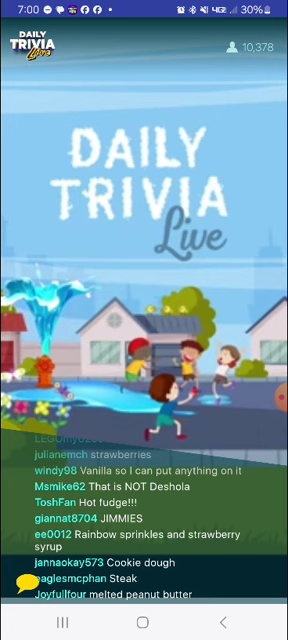 7:00
4GE
30%
DAILY
TRIVIA
Live
10,378
DAILY
TRIVIA
Live
julianemch strawberries
windy98 Vanilla so I can put anything on it
Msmike62 That is NOT Deshola
ToshFan Hot fudge!!!
giannat8704 JIMMIES
ee0012 Rainbow sprinkles and strawberry
syrup
jannaokay573 Cookie dough
eaglesmcphan Steak
Joyfullfour melted peanut butter